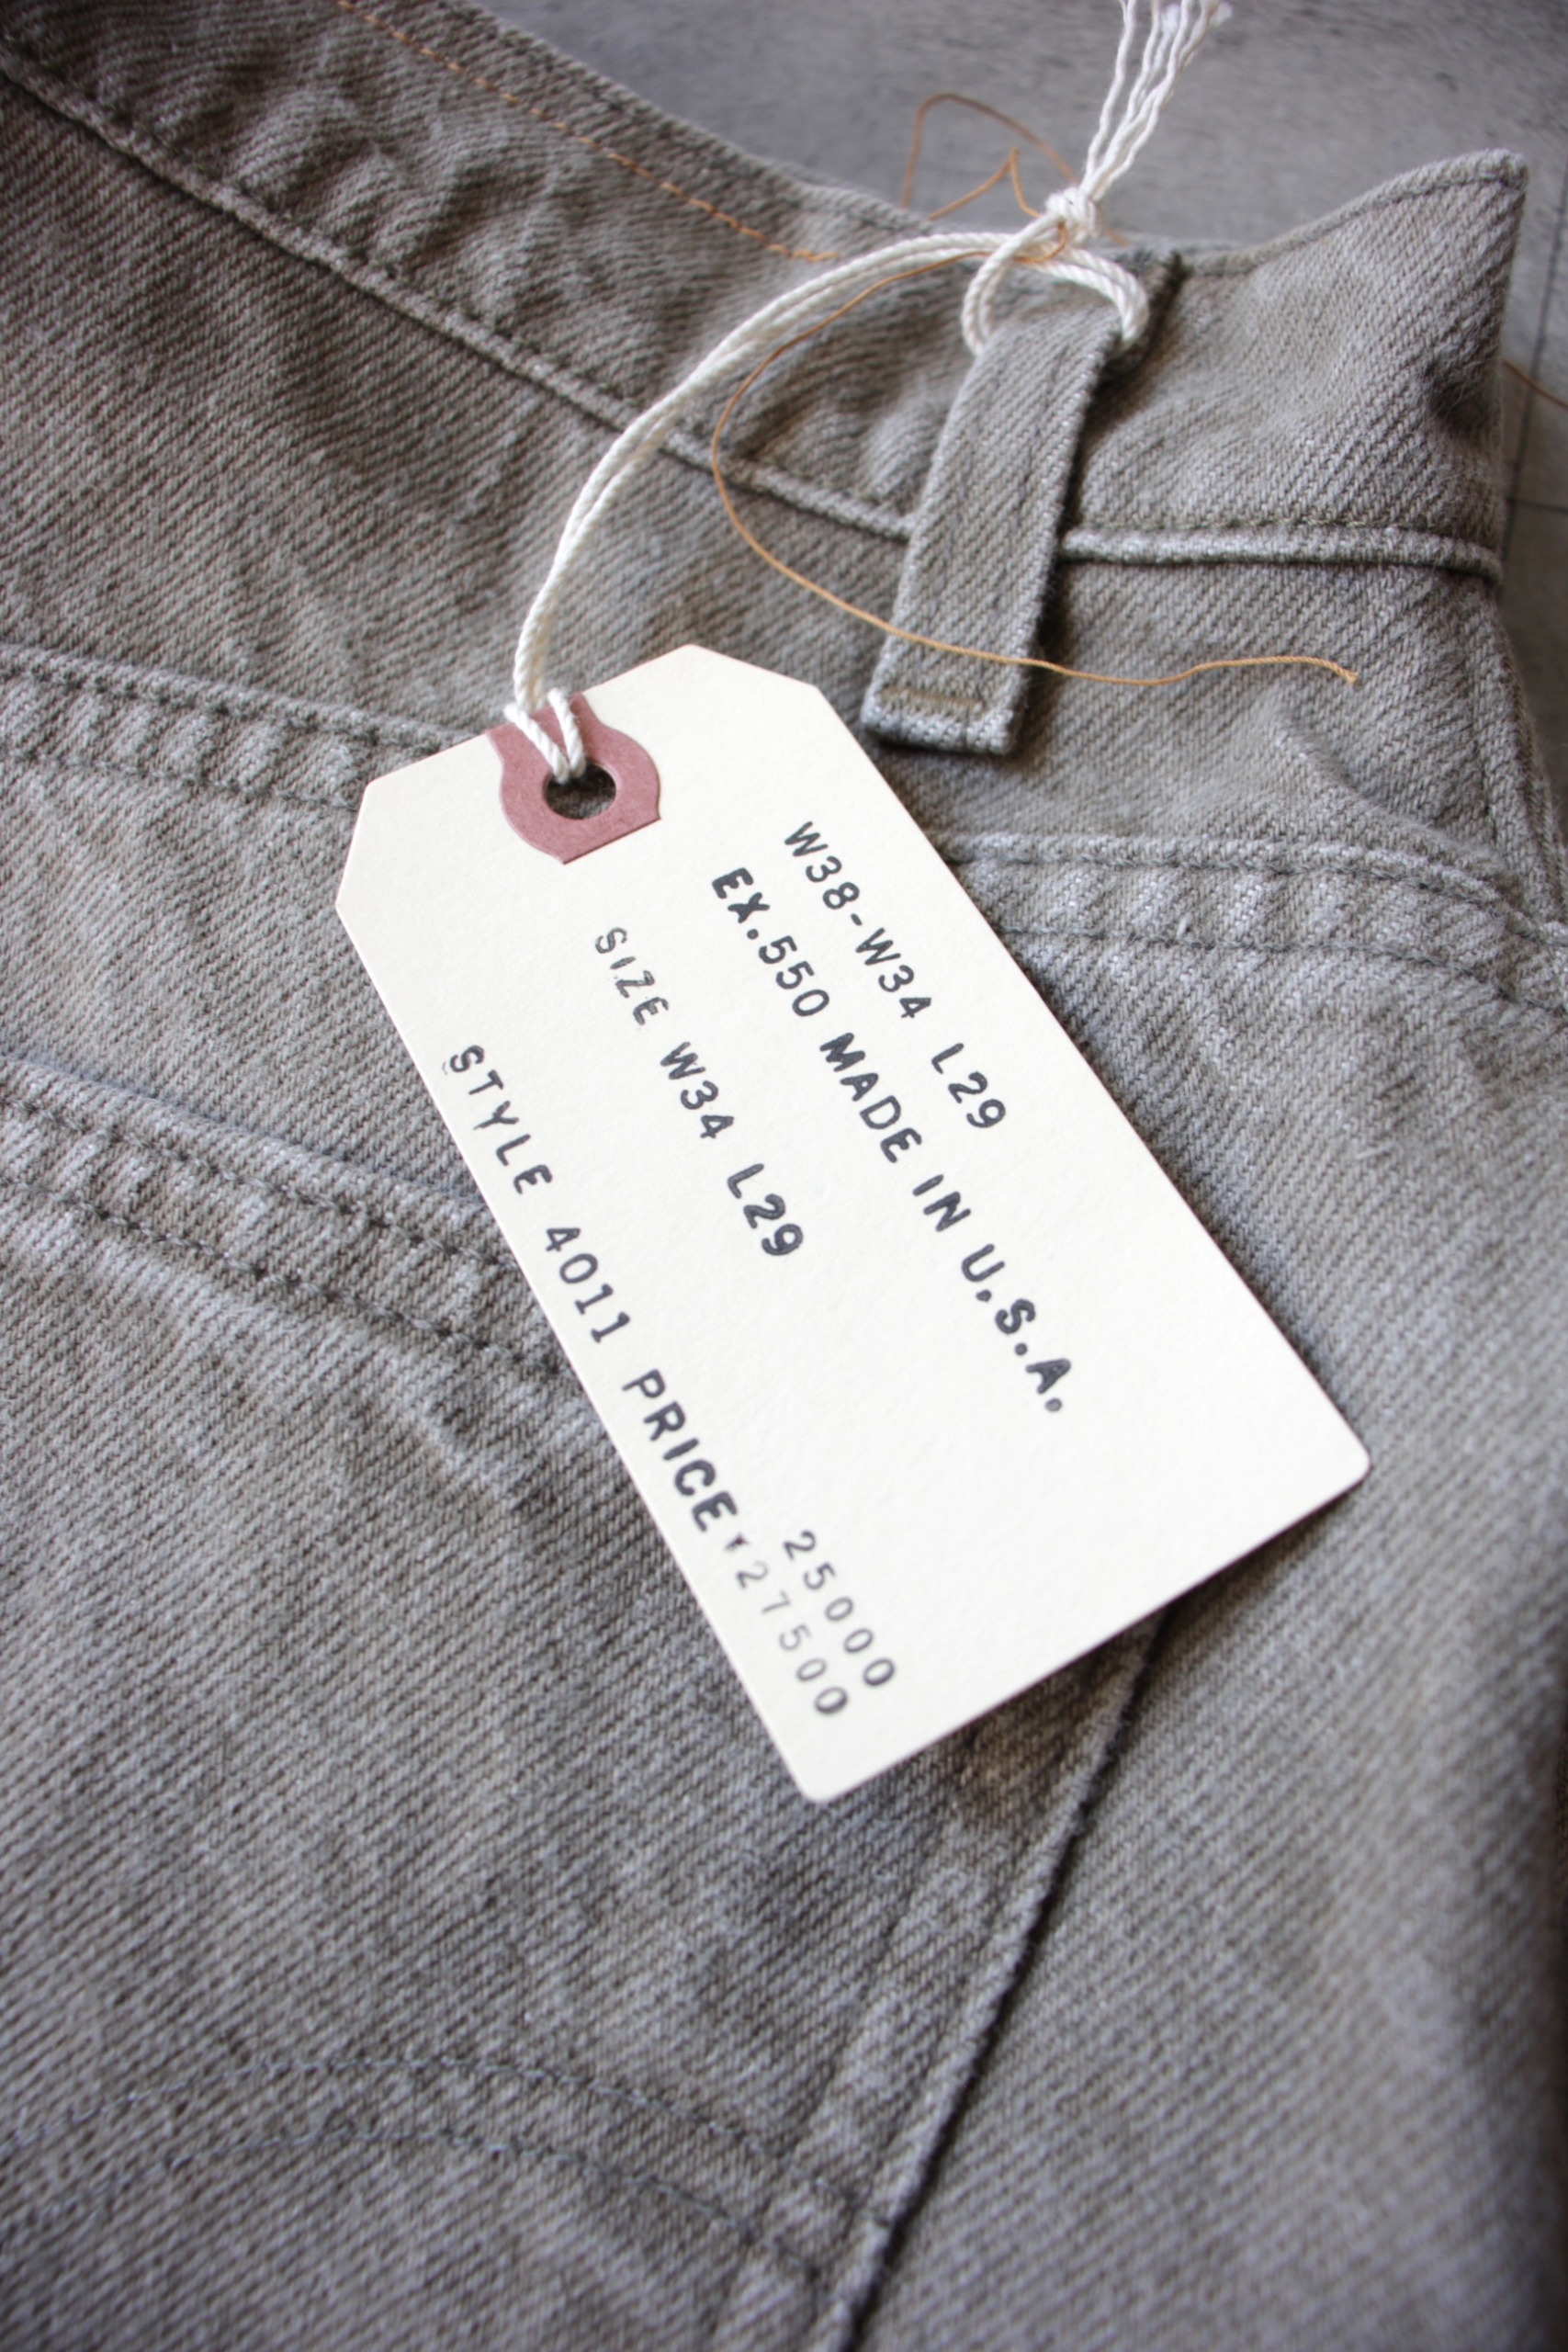 W38-W34 L29
EX.550 MADE IN U.S.A.
SIZE W34 L29
25000
STYLE 4011 PRICE ¥27500